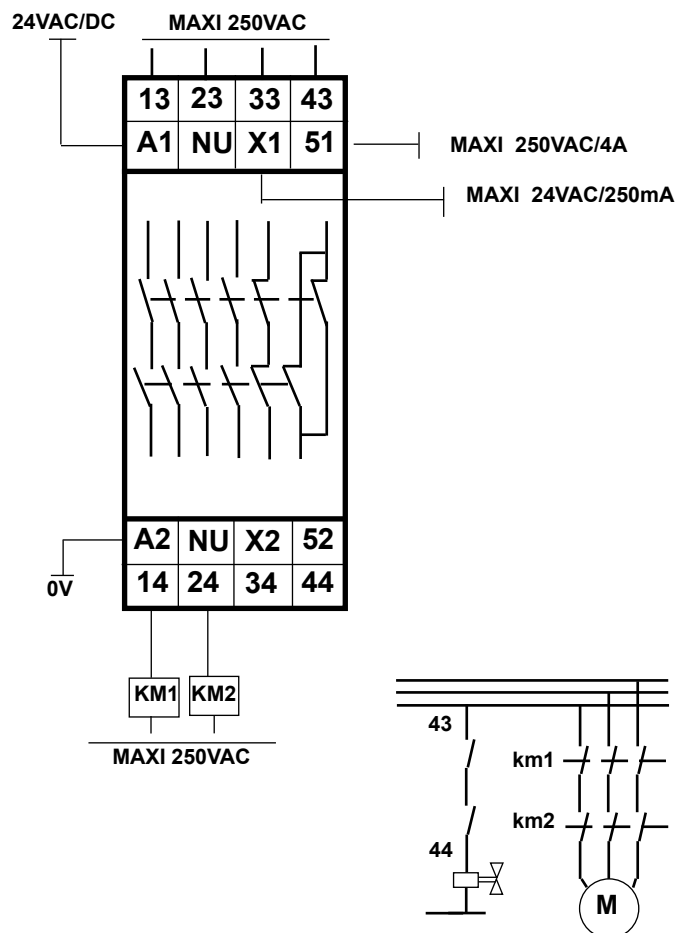 24VAC/DC
MAXI 250VAC
13 23 33 43
A1 NU X1 51
MAXI 250VAC/4A
MAXI 24VAC/250mA
A2 NU X2 52
14 24 34 44
0V
KM1 KM2
MAXI 250VAC
43
km1
km2
44
M